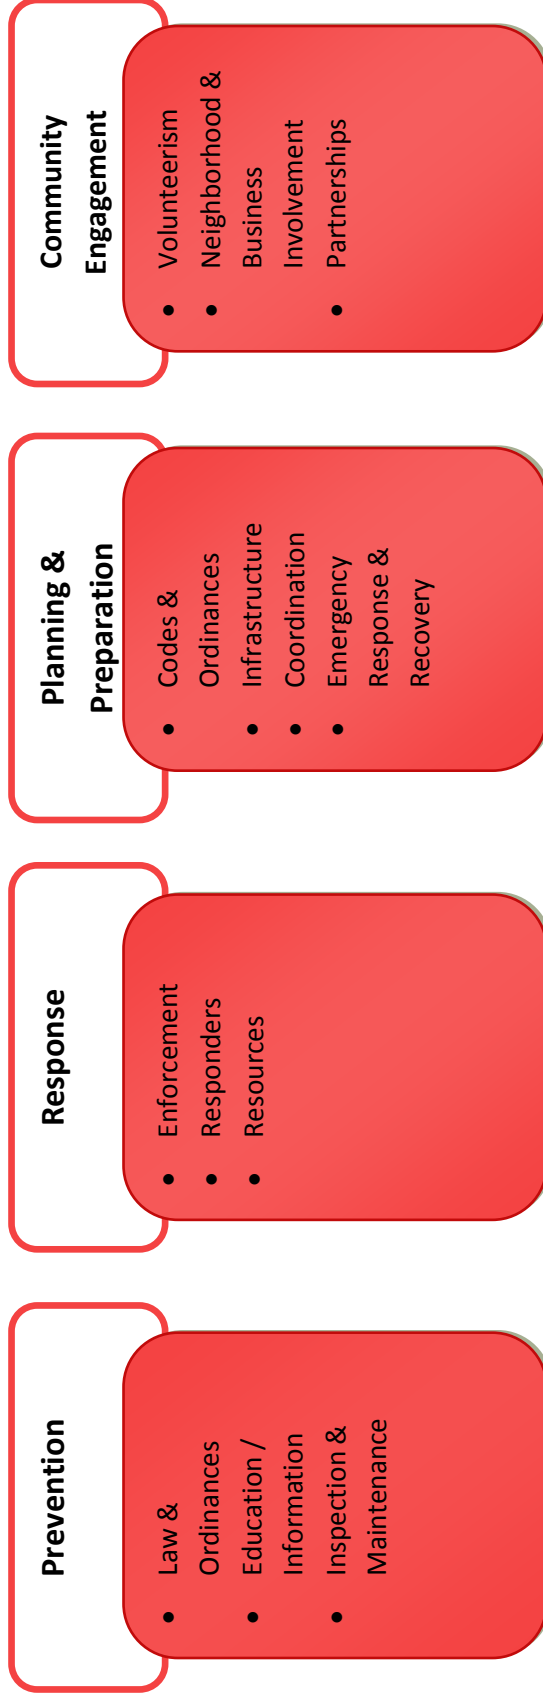 Prevention
• Law &
Ordinances
• Education /
Information
• Inspection &
Maintenance
Response
• Enforcement
• Responders
• Resources
Planning &
Preparation
• Codes &
Ordinances
• Infrastructure
• Coordination
• Emergency
Response &
Recovery
Community
Engagement
• Volunteerism
• Neighborhood &
Business
Involvement
• Partnerships